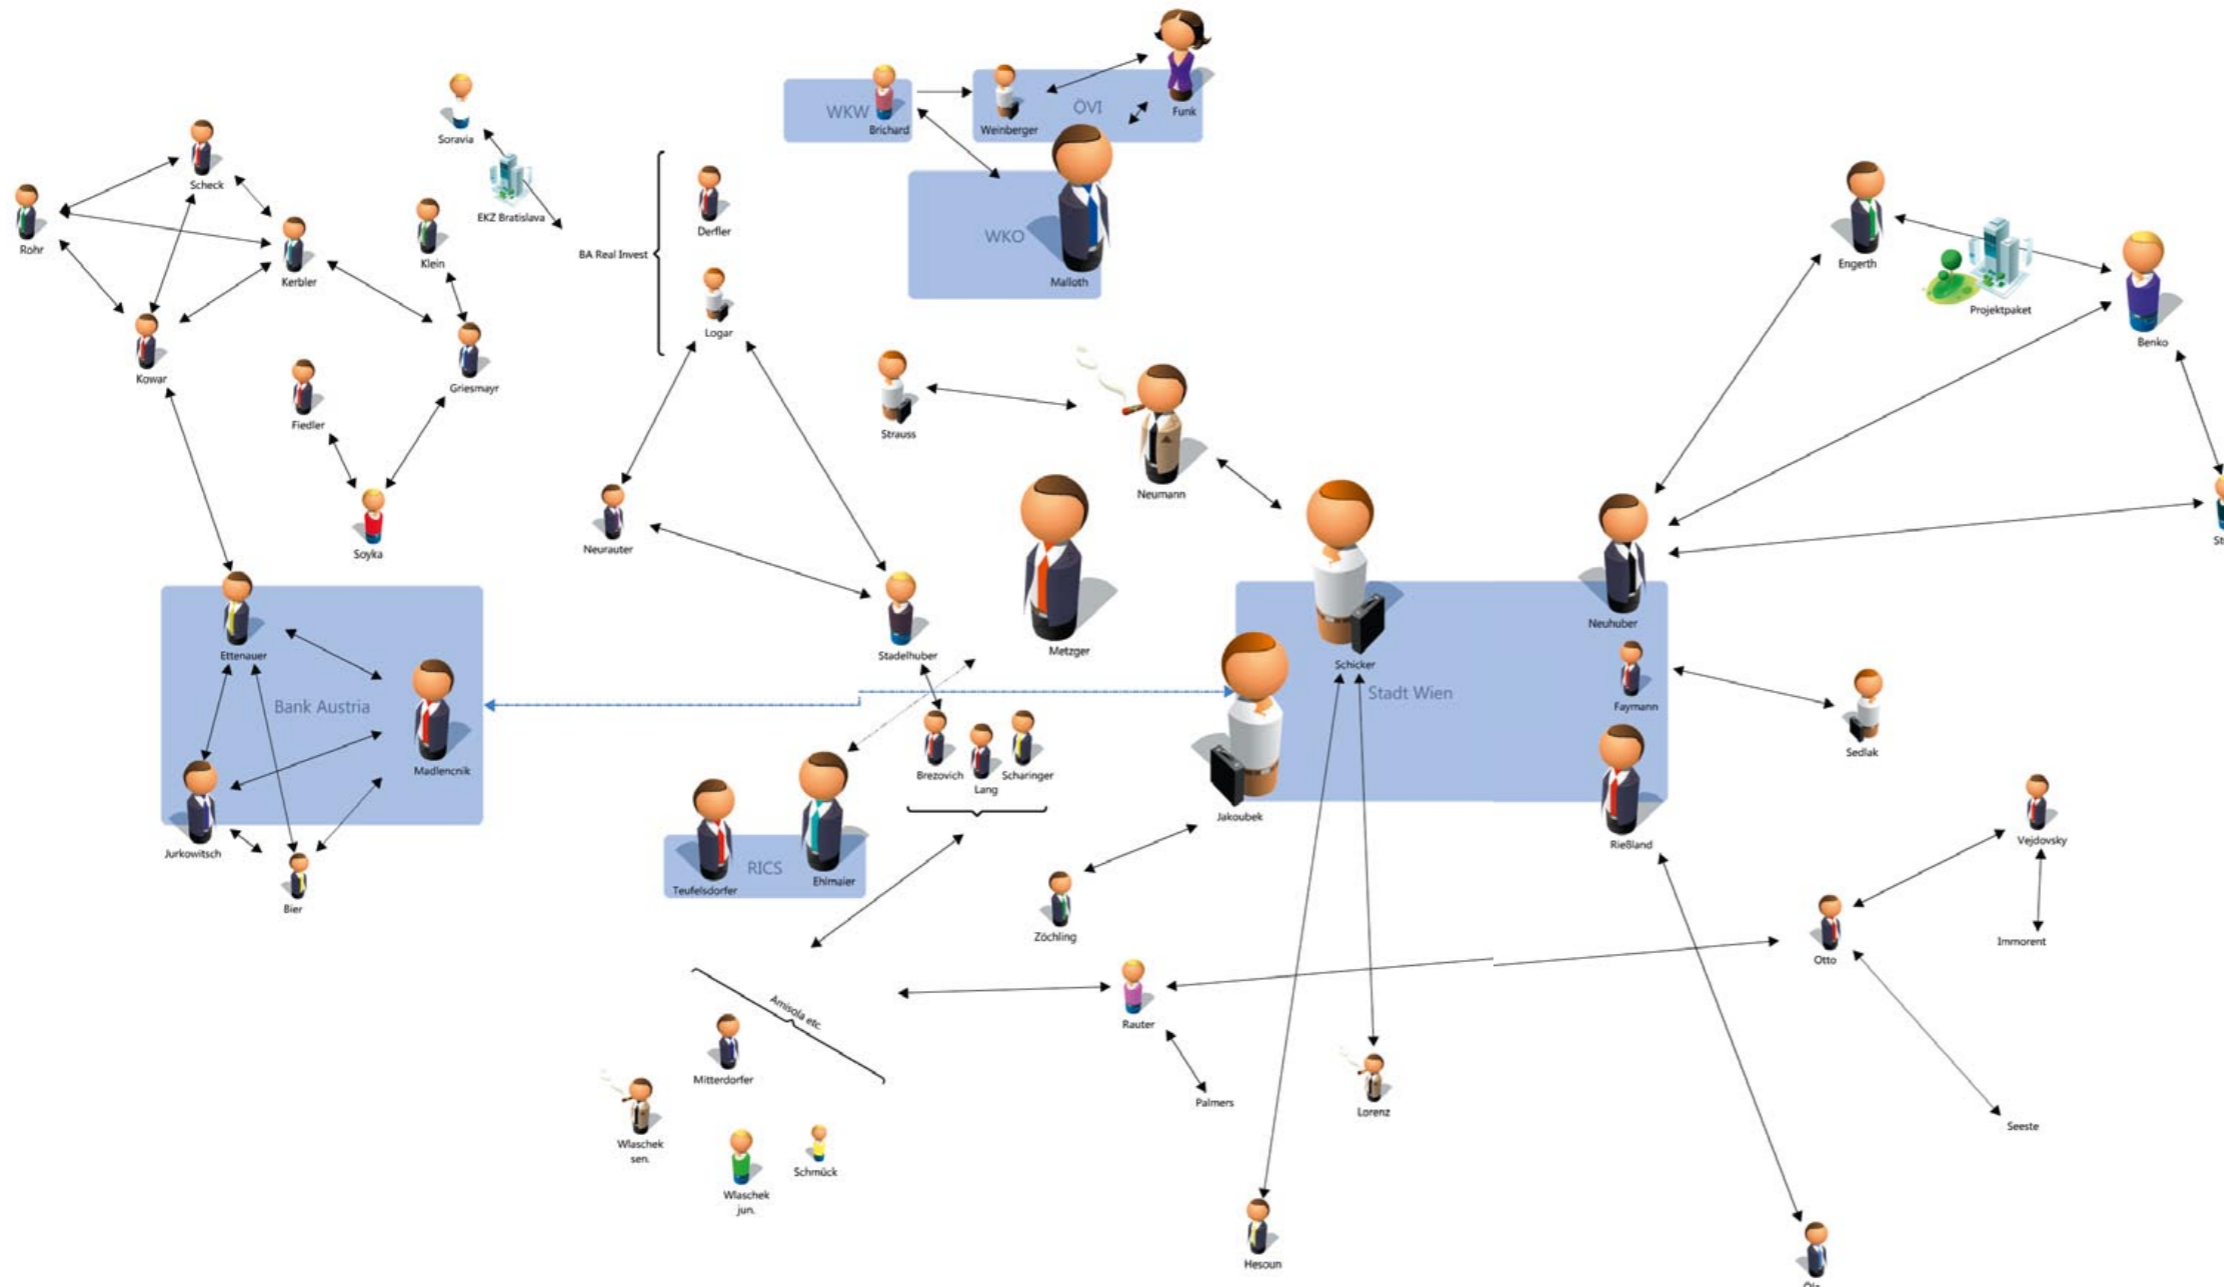 WKW
Brichard
Weinberger
ÖVI
Funk
Soravia
Scheck
EKZ Bratislava
Rohr
Klein
Kerbler
BA Real Invest
Derfler
WKO
Malloth
Engerth
Projektpaket
Benko
Logar
Kowar
Griesmayr
Fiedler
Strauss
Neumann
Soyka
Neurauter
Stadelhuber
Metzger
Schicker
Neuhuber
Ettenauer
Bank Austria
Stadt Wien
Faymann
Madlencnik
Sedlak
Brezovich
Scharinger
Lang
Jakoubek
Rießland
Vejdovsky
Jurkowitsch
RICS
Teufelsdorfer
Ehlmaier
Bier
Zöchling
Immorent
Otto
Amisola etc.
Rauter
Mitterdorfer
Palmers
Lorenz
Seeste
Wlaschek
sen.
Schmück
Wlaschek
jun.
Hesoun